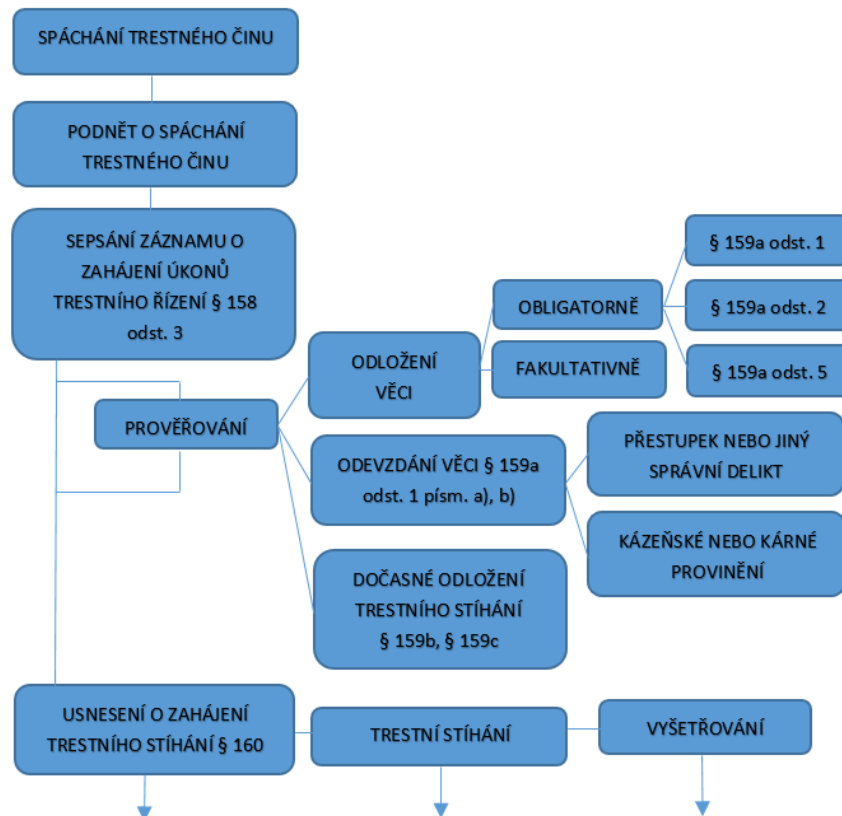 SPÁCHÁNÍ TRESTNÉHO ČINU
PODNĚT O SPÁCHÁNÍ
TRESTNÉHO ČINU
SEPSÁNÍ ZÁZNAMU O
ZAHÁJENÍ ÚKONŮ
TRESTNÍHO ŘÍZENÍ § 158
odst. 3
PROVĚŘOVÁNÍ
ODLOŽENÍ
VĚCI
OBLIGATORNĚ
FAKULTATIVNĚ
§ 159a odst. 1
§ 159a odst. 2
§ 159a odst. 5
ODEVZDÁNÍ VĚCI § 159a
odst. 1 písm. a), b)
PŘESTUPEK NEBO JINÝ
SPRÁVNÍ DELIKT
KÁZEŇSKÉ NEBO KÁRNÉ
PROVINĚNÍ
DOČASNÉ ODLOŽENÍ
TRESTNÍHO STÍHÁNÍ
§ 159b, § 159c
USNESENÍ O ZAHÁJENÍ
TRESTNÍHO STÍHÁNÍ § 160
TRESTNÍ STÍHÁNÍ
VYŠETŘOVÁNÍ